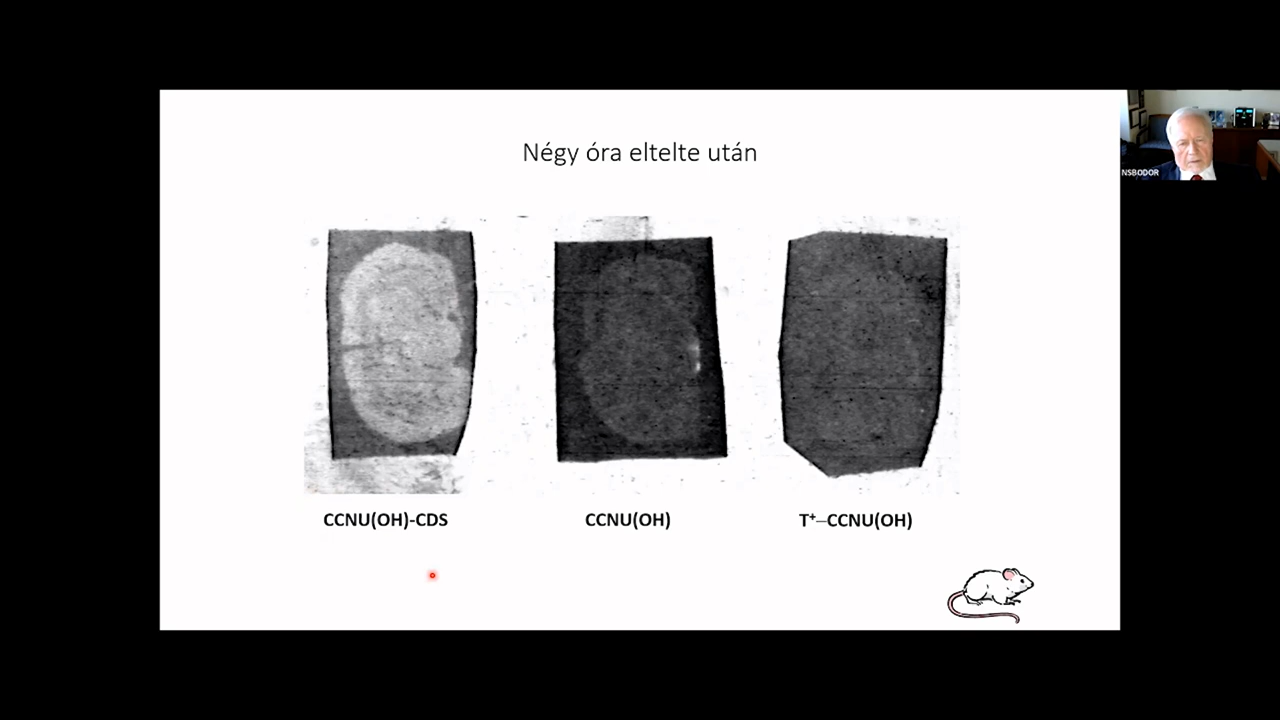 Négy óra eltelte után
NSBODOR
CCNU(OH)-CDS
CCNU(OH)
T⁺–CCNU(OH)